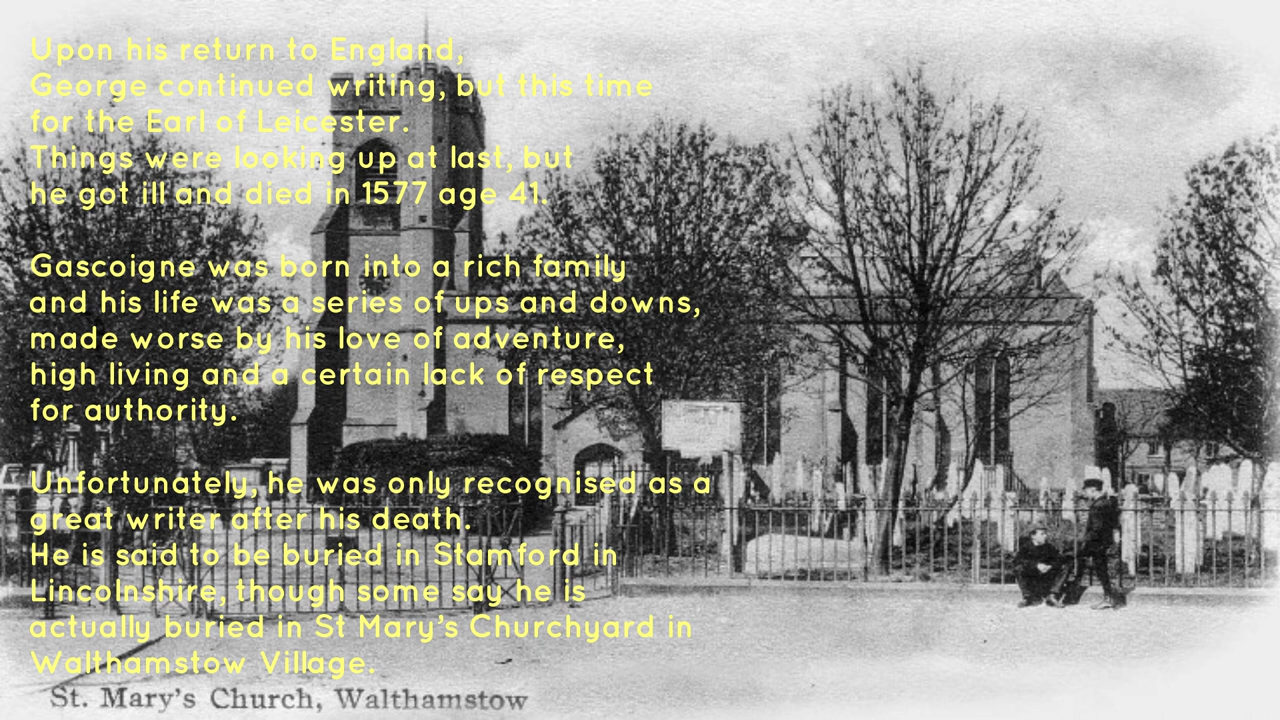 Upon his return to England,
George continued writing, but this time
for the Earl of Leicester.
Things were looking up at last, but
he got ill and died in 1577 age 41.
Gascoigne was born into a rich family
and his life was a series of ups and downs,
made worse by his love of adventure,
high living and a certain lack of respect
for authority.
Unfortunately, he was only recognised as a
great writer after his death.
He is said to be buried in Stamford in
Lincolnshire, though some say he is
actually buried in St Mary's Churchyard in
Walthamstow Village.
St. Mary's Church, Walthamstow